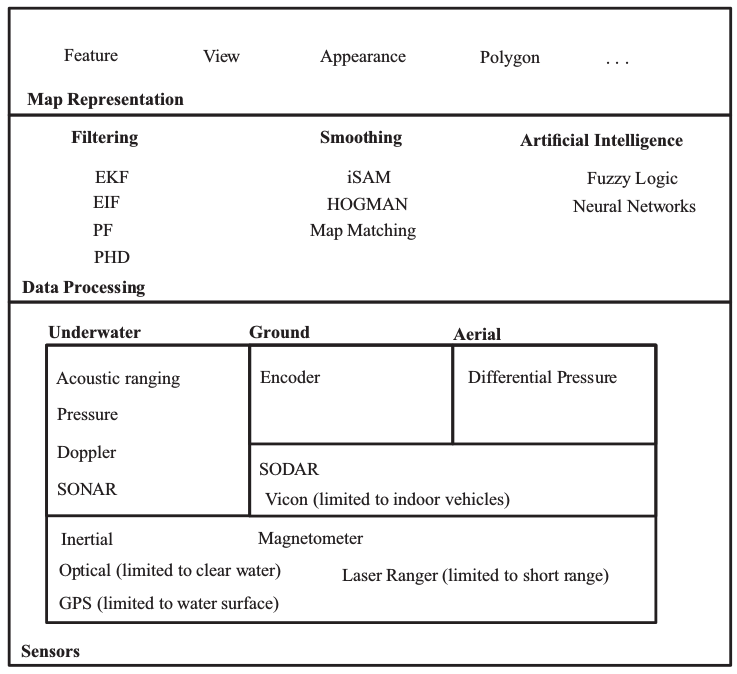 Feature View Appearance Polygon . . .
Map Representation
Filtering Smoothing Artificial Intelligence
EKF iSAM Fuzzy Logic
EIF HOGMAN Neural Networks
PF Map Matching
PHD
Data Processing
Underwater Ground Aerial
Acoustic ranging Encoder Differential Pressure
Pressure
Doppler
SODAR
SONAR
Vicon (limited to indoor vehicles)
Inertial Magnetometer
Optical (limited to clear water) Laser Ranger (limited to short range)
GPS (limited to water surface)
Sensors